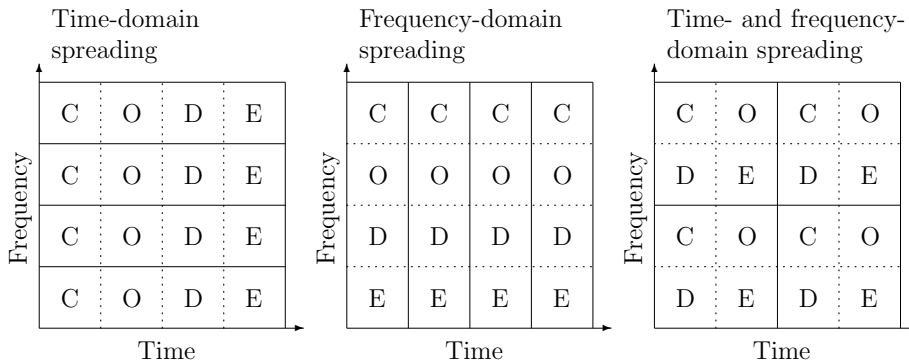 Time-domain
spreading
Frequency
C O D E
C O D E
C O D E
C O D E
Time
Frequency-domain
spreading
Frequency
C C C C
O O O O
D D D D
E E E E
Time
Time- and frequency-
domain spreading
Frequency
C O C O
D E D E
C O C O
D E D E
Time